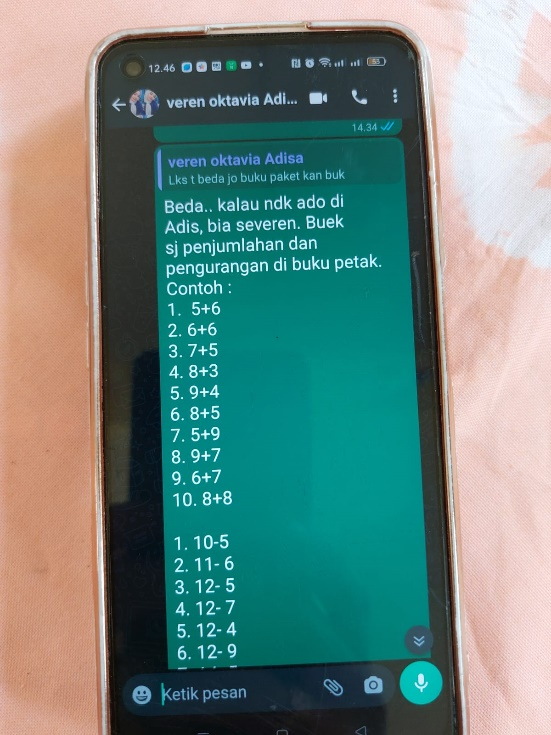 12.46
55
veren oktavia Adi...
14.34
veren oktavia Adisa
Lks t beda jo buku paket kan buk
Beda.. kalau ndk ado di
Adis, bia severen. Buek
sj penjumlahan dan
pengurangan di buku petak.
Contoh :
1. 5+6
2. 6+6
3. 7+5
4. 8+3
5. 9+4
6. 8+5
7. 5+9
8. 9+7
9. 6+7
10. 8+8
1. 10-5
2. 11- 6
3. 12- 5
4. 12- 7
5. 12- 4
6. 12- 9
Ketik pesan